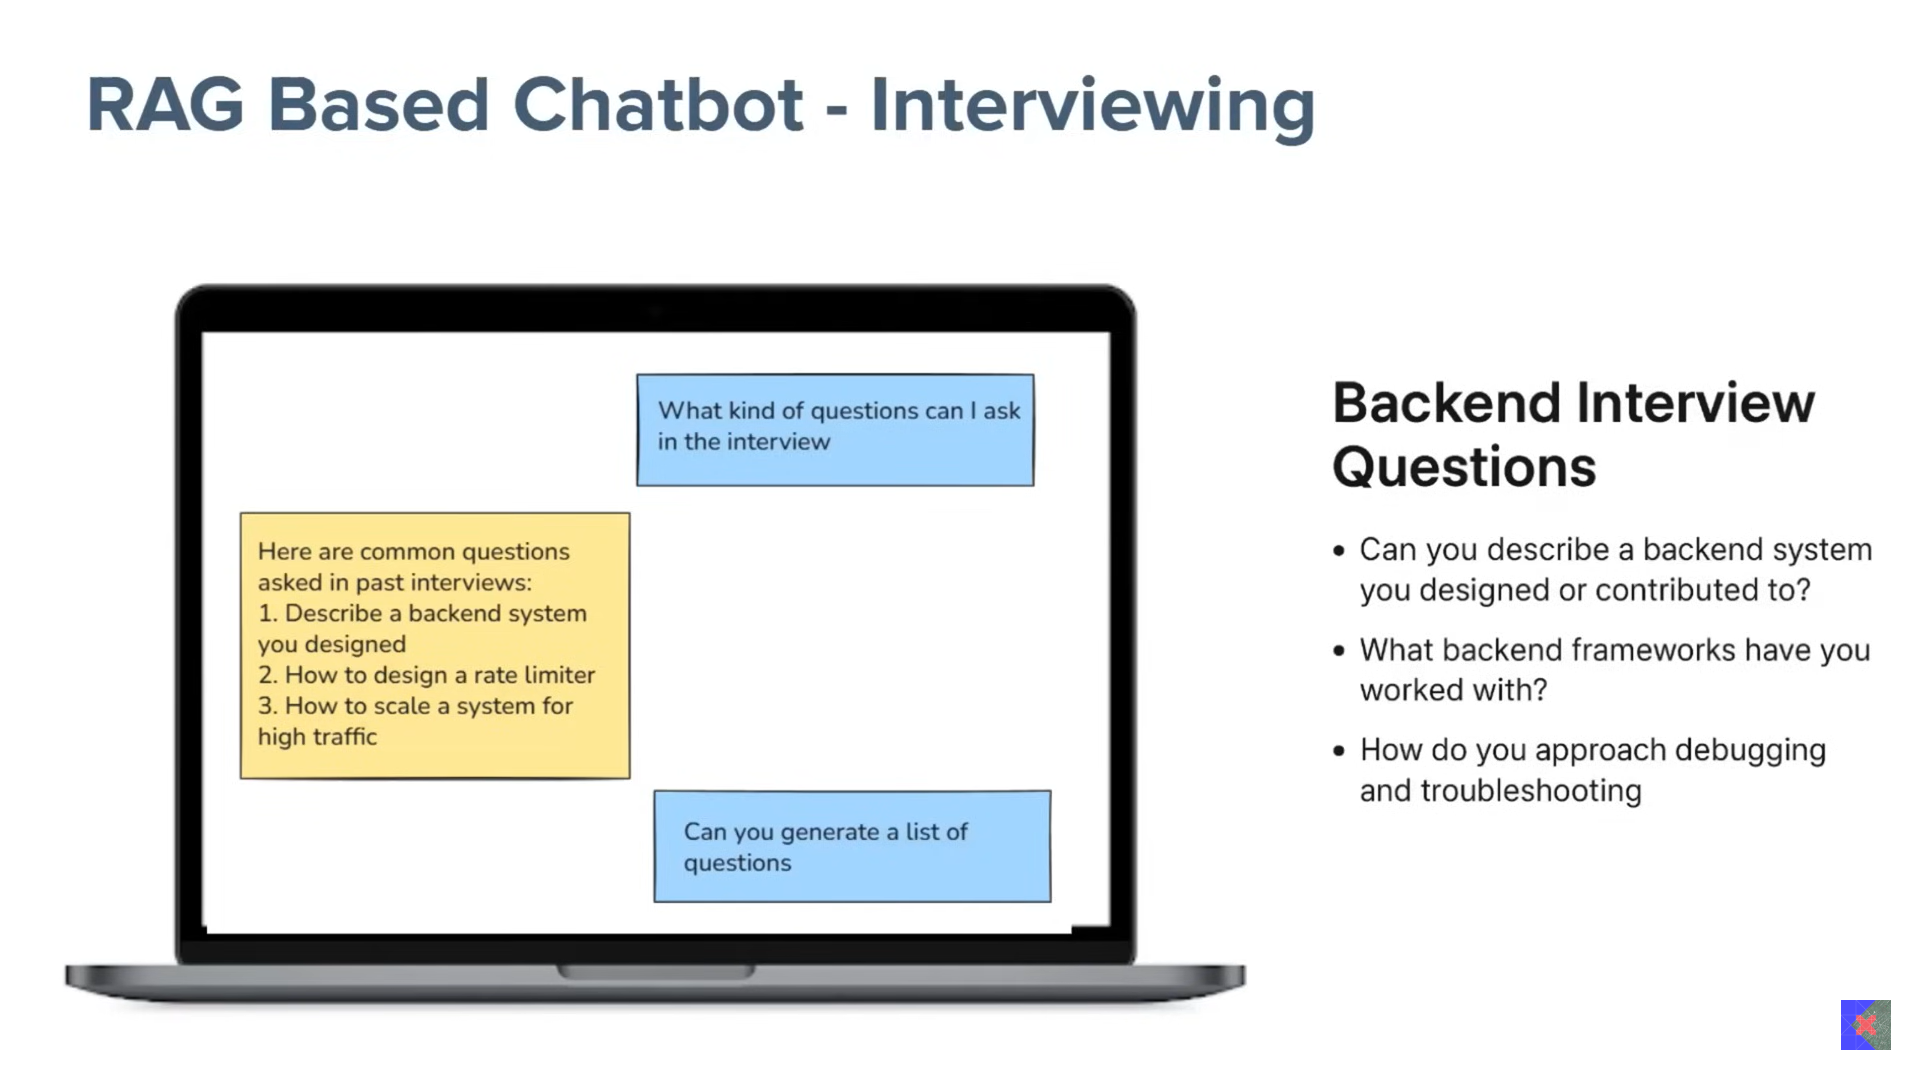 RAG Based Chatbot - Interviewing
What kind of questions can I ask
in the interview
Here are common questions
asked in past interviews:
1. Describe a backend system
you designed
2. How to design a rate limiter
3. How to scale a system for
high traffic
Can you generate a list of
questions
Backend Interview
Questions
• Can you describe a backend system
you designed or contributed to?
• What backend frameworks have you
worked with?
• How do you approach debugging
and troubleshooting